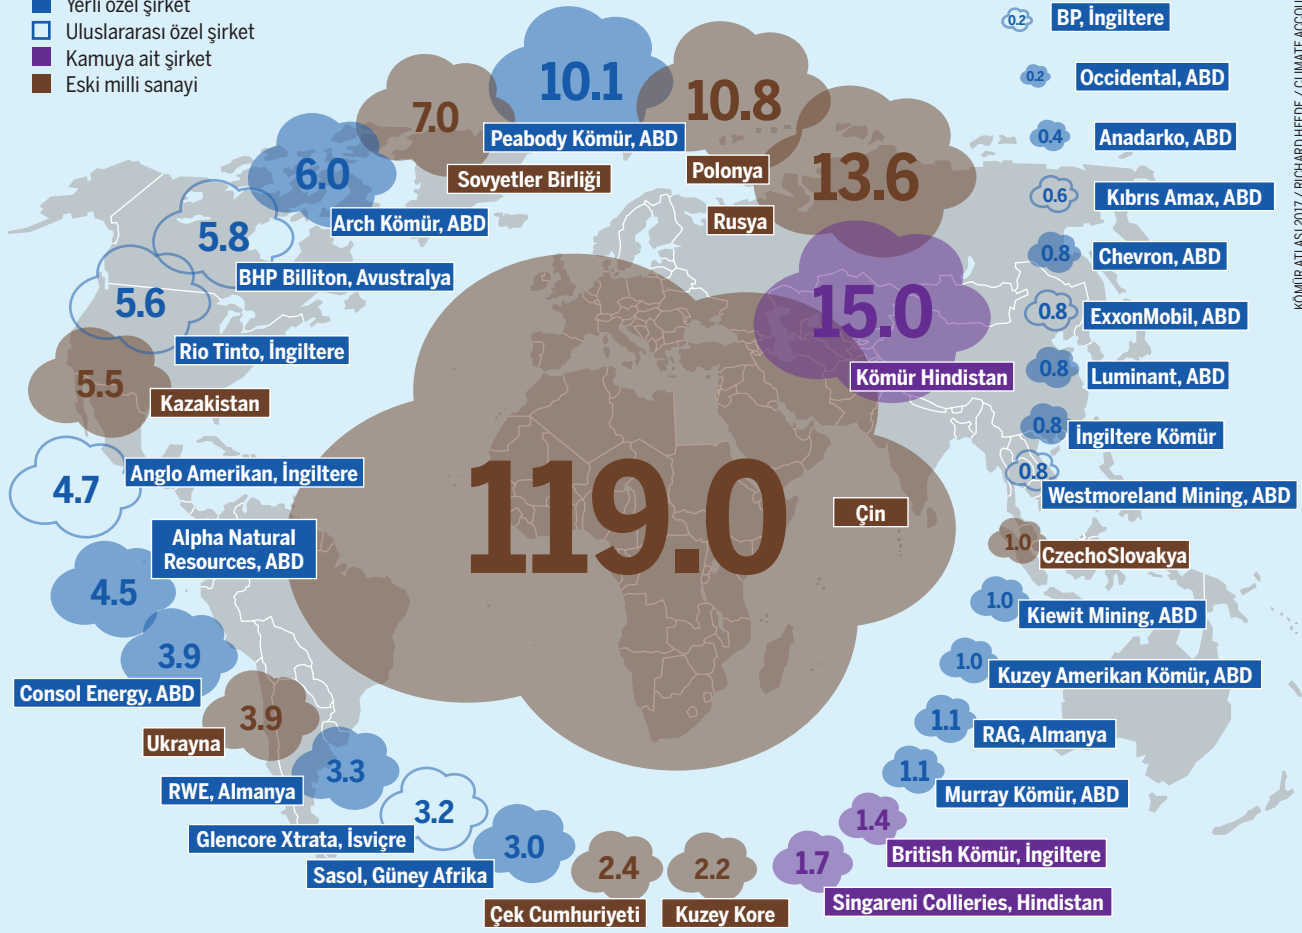 Yerli özel şirket
Uluslararası özel şirket
Kamuya ait şirket
Eski milli sanayi
0.2
BP, İngiltere
0.2
Occidental, ABD
0.4
Anadarko, ABD
0.6
Kıbrıs Amax, ABD
0.8
Chevron, ABD
0.8
ExxonMobil, ABD
0.8
Luminant, ABD
0.8
İngiltere Kömür
0.8
Westmoreland Mining, ABD
1.0
CzechoSlovakya
1.0
Kiewit Mining, ABD
1.0
Kuzey Amerikan Kömür, ABD
1.1
RAG, Almanya
1.1
Murray Kömür, ABD
1.4
British Kömür, İngiltere
1.7
Singareni Collieries, Hindistan
2.2
Kuzey Kore
2.4
Çek Cumhuriyeti
3.0
Sasol, Güney Afrika
3.2
Glencore Xtrata, İsviçre
3.3
RWE, Almanya
3.9
Ukrayna
3.9
Consol Energy, ABD
4.5
Alpha Natural
Resources, ABD
4.7
Anglo Amerikan, İngiltere
5.5
Kazakistan
5.6
Rio Tinto, İngiltere
5.8
BHP Billiton, Avustralya
6.0
Arch Kömür, ABD
7.0
Sovyetler Birliği
10.1
Peabody Kömür, ABD
10.8
Polonya
13.6
Rusya
15.0
Kömür Hindistan
119.0
Çin
KÖMÜR ATLASI 2017 / RICHARD HEEDE / CLIMATE